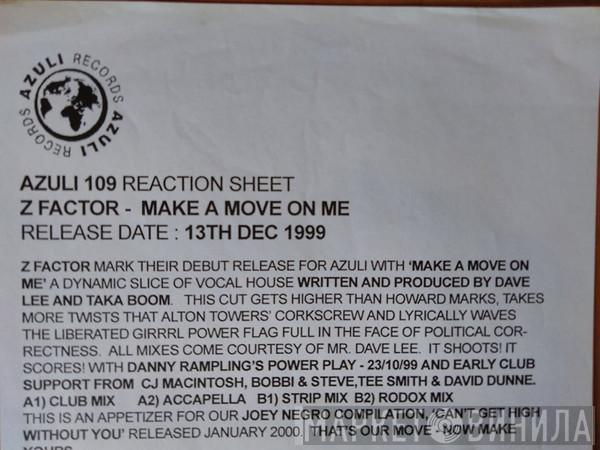 AZULI RECORDS AZULI RECORDS
AZULI 109 REACTION SHEET
Z FACTOR - MAKE A MOVE ON ME
RELEASE DATE : 13TH DEC 1999
Z FACTOR MARK THEIR DEBUT RELEASE FOR AZULI WITH ‘MAKE A MOVE ON
ME’ A DYNAMIC SLICE OF VOCAL HOUSE WRITTEN AND PRODUCED BY DAVE
LEE AND TAKA BOOM. THIS CUT GETS HIGHER THAN HOWARD MARKS, TAKES
MORE TWISTS THAT ALTON TOWERS’ CORKSCREW AND LYRICALLY WAVES
THE LIBERATED GIRRRL POWER FLAG FULL IN THE FACE OF POLITICAL COR-
RECTNESS. ALL MIXES COME COURTESY OF MR. DAVE LEE. IT SHOOTS! IT
SCORES! WITH DANNY RAMPLING’S POWER PLAY - 23/10/99 AND EARLY CLUB
SUPPORT FROM CJ MACINTOSH, BOBBI & STEVE,TEE SMITH & DAVID DUNNE.
A1) CLUB MIX A2) ACCAPELLA B1) STRIP MIX B2) RODOX MIX
THIS IS AN APPETIZER FOR OUR JOEY NEGRO COMPILATION, ‘CAN’T GET HIGH
WITHOUT YOU’ RELEASED JANUARY 2000. THAT’S OUR MOVE - NOW MAKE
YOURS
МАРКЕТ ВИНИЛА